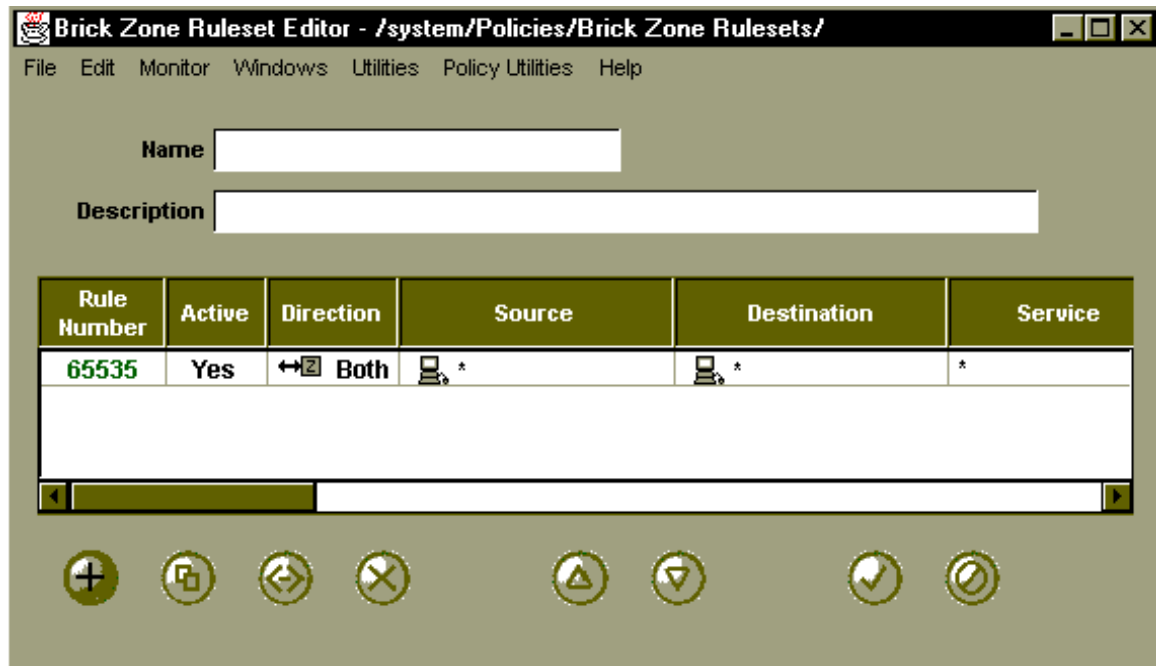 Brick Zone Ruleset Editor - /system/Policies/Brick Zone Rulesets/
File Edit Monitor Windows Utilities Policy Utilities Help
Name
Description
Rule Number Active Direction Source Destination Service
65535 Yes Z Both * * *